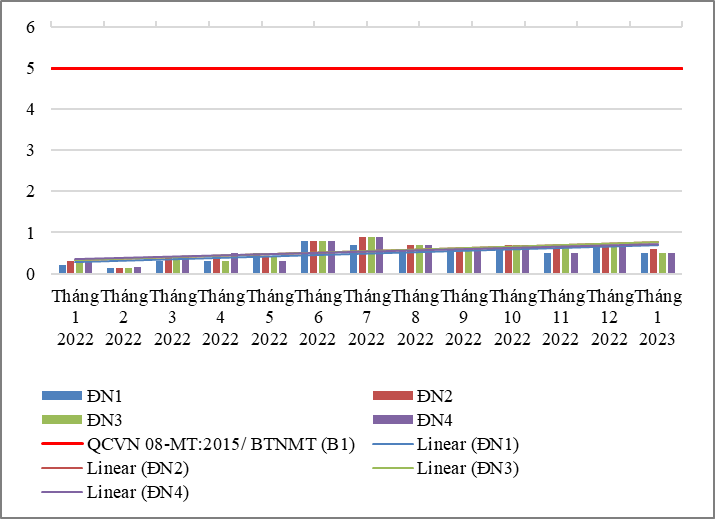 6
5
4
3
2
1
0
Tháng Tháng Tháng Tháng Tháng Tháng Tháng Tháng Tháng Tháng Tháng Tháng Tháng
1 2 3 4 5 6 7 8 9 10 11 12 1
2022 2022 2022 2022 2022 2022 2022 2022 2022 2022 2022 2022 2023
ĐN1 ĐN2
ĐN3 ĐN4
QCVN 08-MT:2015/ BTNMT (B1) Linear (ĐN1)
Linear (ĐN2) Linear (ĐN3)
Linear (ĐN4)